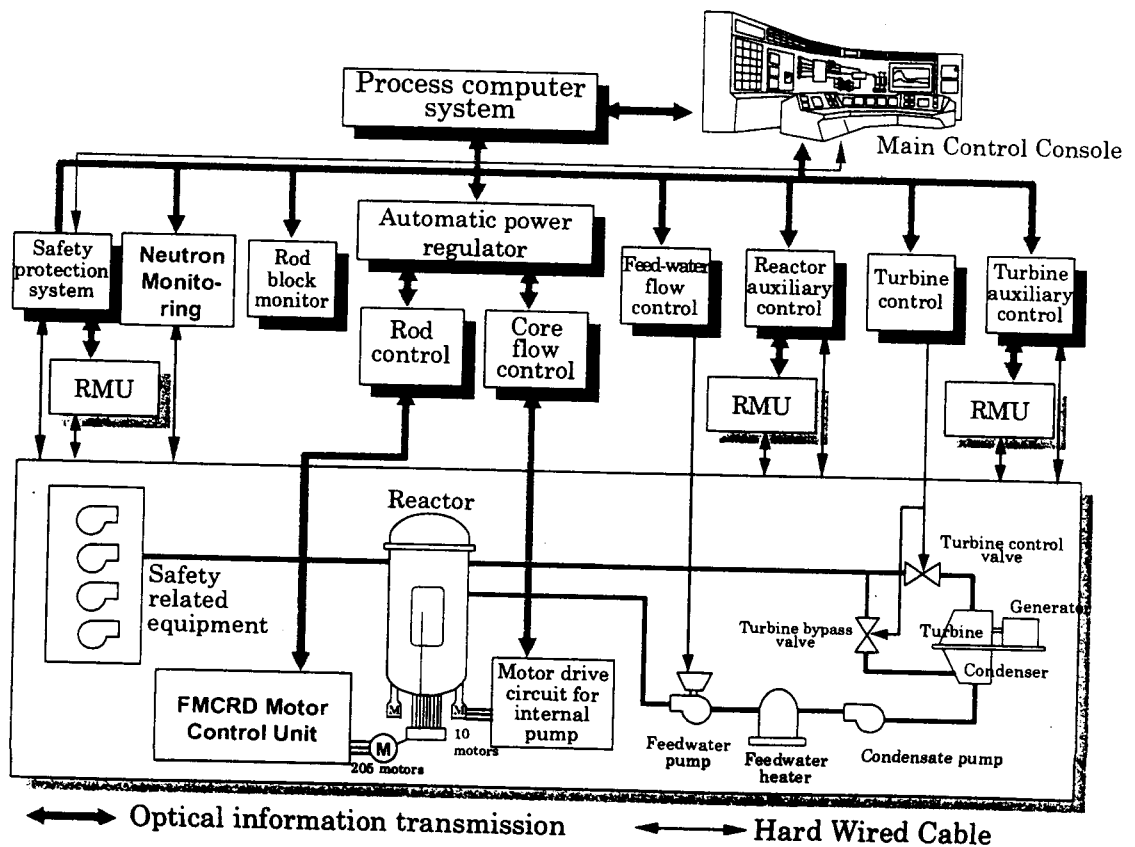 Process computer
system
Main Control Console
Safety
protection
system
Neutron
Monito-
ring
Rod
block
monitor
Automatic power
regulator
Feed-water
flow
control
Reactor
auxiliary
control
Turbine
control
Turbine
auxiliary
control
Rod
control
Core
flow
control
RMU
RMU
RMU
Reactor
Safety
related
equipment
Turbine control
valve
Generator
Turbine bypass
valve
Turbine
Condenser
FMCRD Motor
Control Unit
M
205 motors
M
M
10
motors
Motor drive
circuit for
internal
pump
Feedwater
pump
Feedwater
heater
Condensate pump
Optical information transmission
Hard Wired Cable